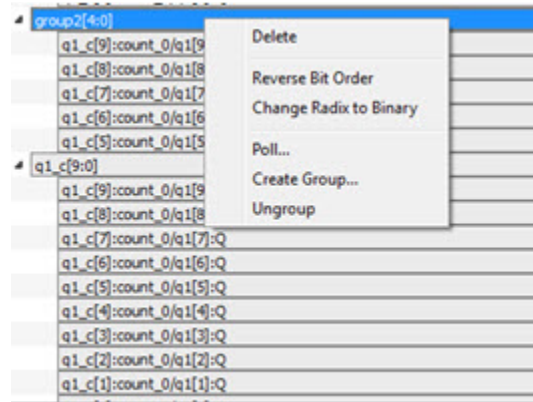 group2[4:0]
q1_c[9]:count_0/q1[9
q1_c[8]:count_0/q1[8
q1_c[7]:count_0/q1[7
q1_c[6]:count_0/q1[6
q1_c[5]:count_0/q1[5
q1_c[9:0]
q1_c[9]:count_0/q1[9
q1_c[8]:count_0/q1[8
q1_c[7]:count_0/q1[7]:Q
q1_c[6]:count_0/q1[6]:Q
q1_c[5]:count_0/q1[5]:Q
q1_c[4]:count_0/q1[4]:Q
q1_c[3]:count_0/q1[3]:Q
q1_c[2]:count_0/q1[2]:Q
q1_c[1]:count_0/q1[1]:Q
Delete
Reverse Bit Order
Change Radix to Binary
Poll...
Create Group...
Ungroup